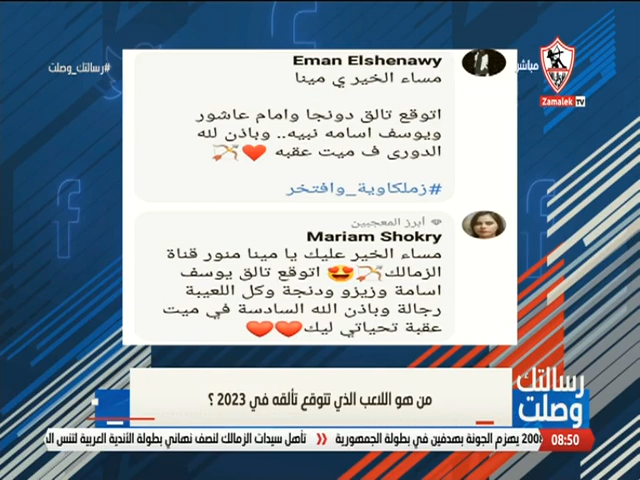 #رسالتك_وصلت
مباشر
Zamalek TV
Eman Elshenawy
مساء الخير ي مينا
اتوقع تالق دونجا وامام عاشور
ويوسف اسامه نبيه.. وباذن لله
الدورى ف ميت عقبه ❤️💘
#زملكاوية_وافتخر
أبرز المعجبين
Mariam Shokry
مساء الخير عليك يا مينا منور قناة
الزمالك💘😍 اتوقع تالق يوسف
اسامة وزيزو ودنجة وكل اللعيبة
رجالة وباذن الله السادسة في ميت
عقبة تحياتي ليك❤️❤️
من هو اللاعب الذي تتوقع تألقه في 2023 ؟
رسالتك
وصلت
08:50
2008 يهزم الجونة بهدفين في بطولة الجمهورية » تأهل سيدات الزمالك لنصف نهائي بطولة الأندية العربية لتنس